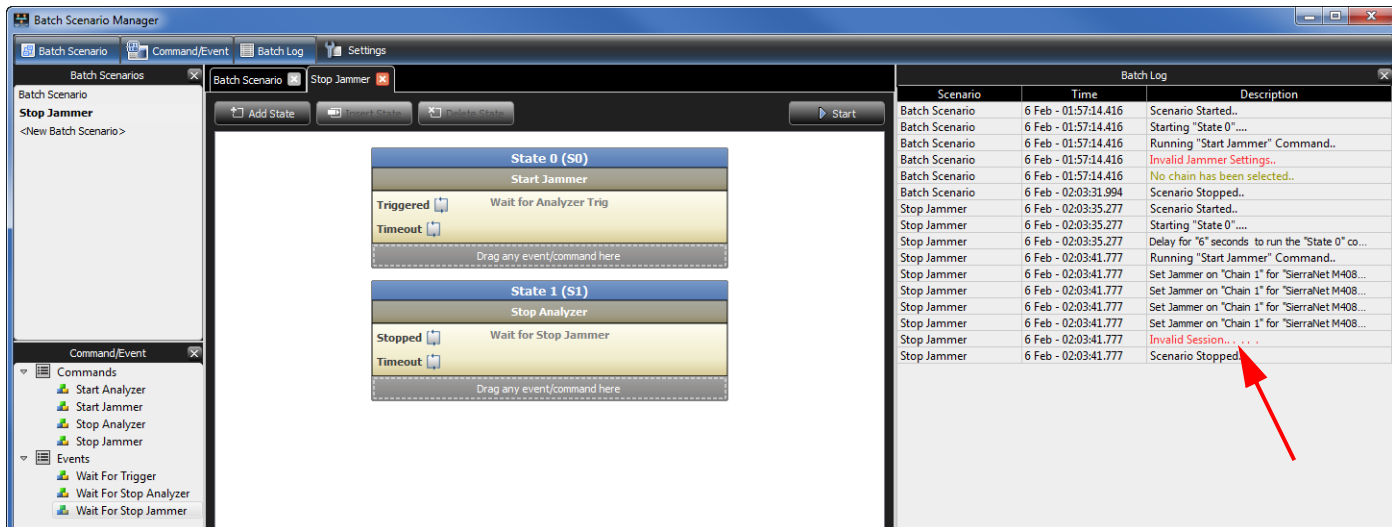 Batch Scenario Manager
Batch Scenario Command/Event Batch Log Settings
Batch Scenarios
Batch Scenario
Stop Jammer
<New Batch Scenario>
Command/Event
Commands
Start Analyzer
Start Jammer
Stop Analyzer
Stop Jammer
Events
Wait For Trigger
Wait For Stop Analyzer
Wait For Stop Jammer
Batch Scenario Stop Jammer
Add State Insert State Delete State Start
State 0 (S0)
Start Jammer
Triggered Wait for Analyzer Trig
Timeout
Drag any event/command here
State 1 (S1)
Stop Analyzer
Stopped Wait for Stop Jammer
Timeout
Drag any event/command here
Batch Log
Scenario Time Description
Batch Scenario 6 Feb - 01:57:14.416 Scenario Started..
Batch Scenario 6 Feb - 01:57:14.416 Starting "State 0"....
Batch Scenario 6 Feb - 01:57:14.416 Running "Start Jammer" Command..
Batch Scenario 6 Feb - 01:57:14.416 Invalid Jammer Settings..
Batch Scenario 6 Feb - 01:57:14.416 No chain has been selected..
Batch Scenario 6 Feb - 02:03:31.994 Scenario Stopped..
Stop Jammer 6 Feb - 02:03:35.277 Scenario Started..
Stop Jammer 6 Feb - 02:03:35.277 Starting "State 0"....
Stop Jammer 6 Feb - 02:03:35.277 Delay for "6" seconds to run the "State 0" co...
Stop Jammer 6 Feb - 02:03:41.777 Running "Start Jammer" Command..
Stop Jammer 6 Feb - 02:03:41.777 Set Jammer on "Chain 1" for "SierraNet M408...
Stop Jammer 6 Feb - 02:03:41.777 Set Jammer on "Chain 1" for "SierraNet M408...
Stop Jammer 6 Feb - 02:03:41.777 Set Jammer on "Chain 1" for "SierraNet M408...
Stop Jammer 6 Feb - 02:03:41.777 Set Jammer on "Chain 1" for "SierraNet M408...
Stop Jammer 6 Feb - 02:03:41.777 Invalid Session.. . . . .
Stop Jammer 6 Feb - 02:03:41.777 Scenario Stopped..